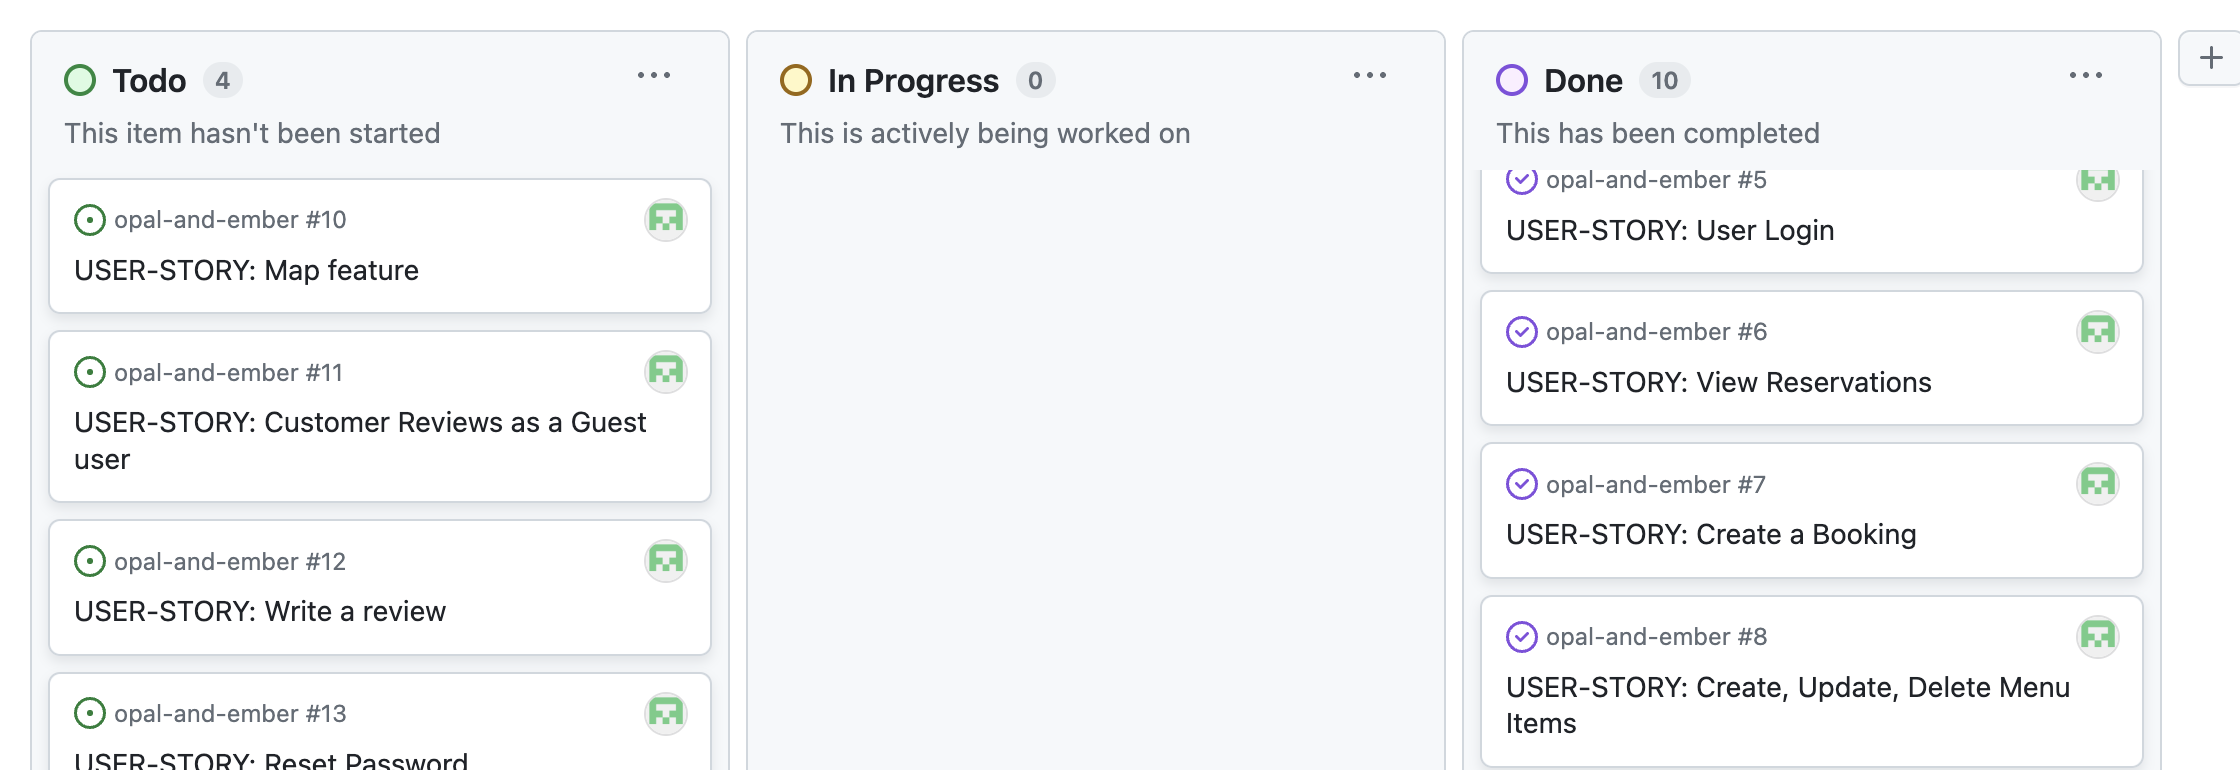 Todo 4
This item hasn't been started
opal-and-ember #10
USER-STORY: Map feature
opal-and-ember #11
USER-STORY: Customer Reviews as a Guest
user
opal-and-ember #12
USER-STORY: Write a review
opal-and-ember #13
USER-STORY: Reset Password
In Progress 0
This is actively being worked on
Done 10
This has been completed
opal-and-ember #5
USER-STORY: User Login
opal-and-ember #6
USER-STORY: View Reservations
opal-and-ember #7
USER-STORY: Create a Booking
opal-and-ember #8
USER-STORY: Create, Update, Delete Menu
Items